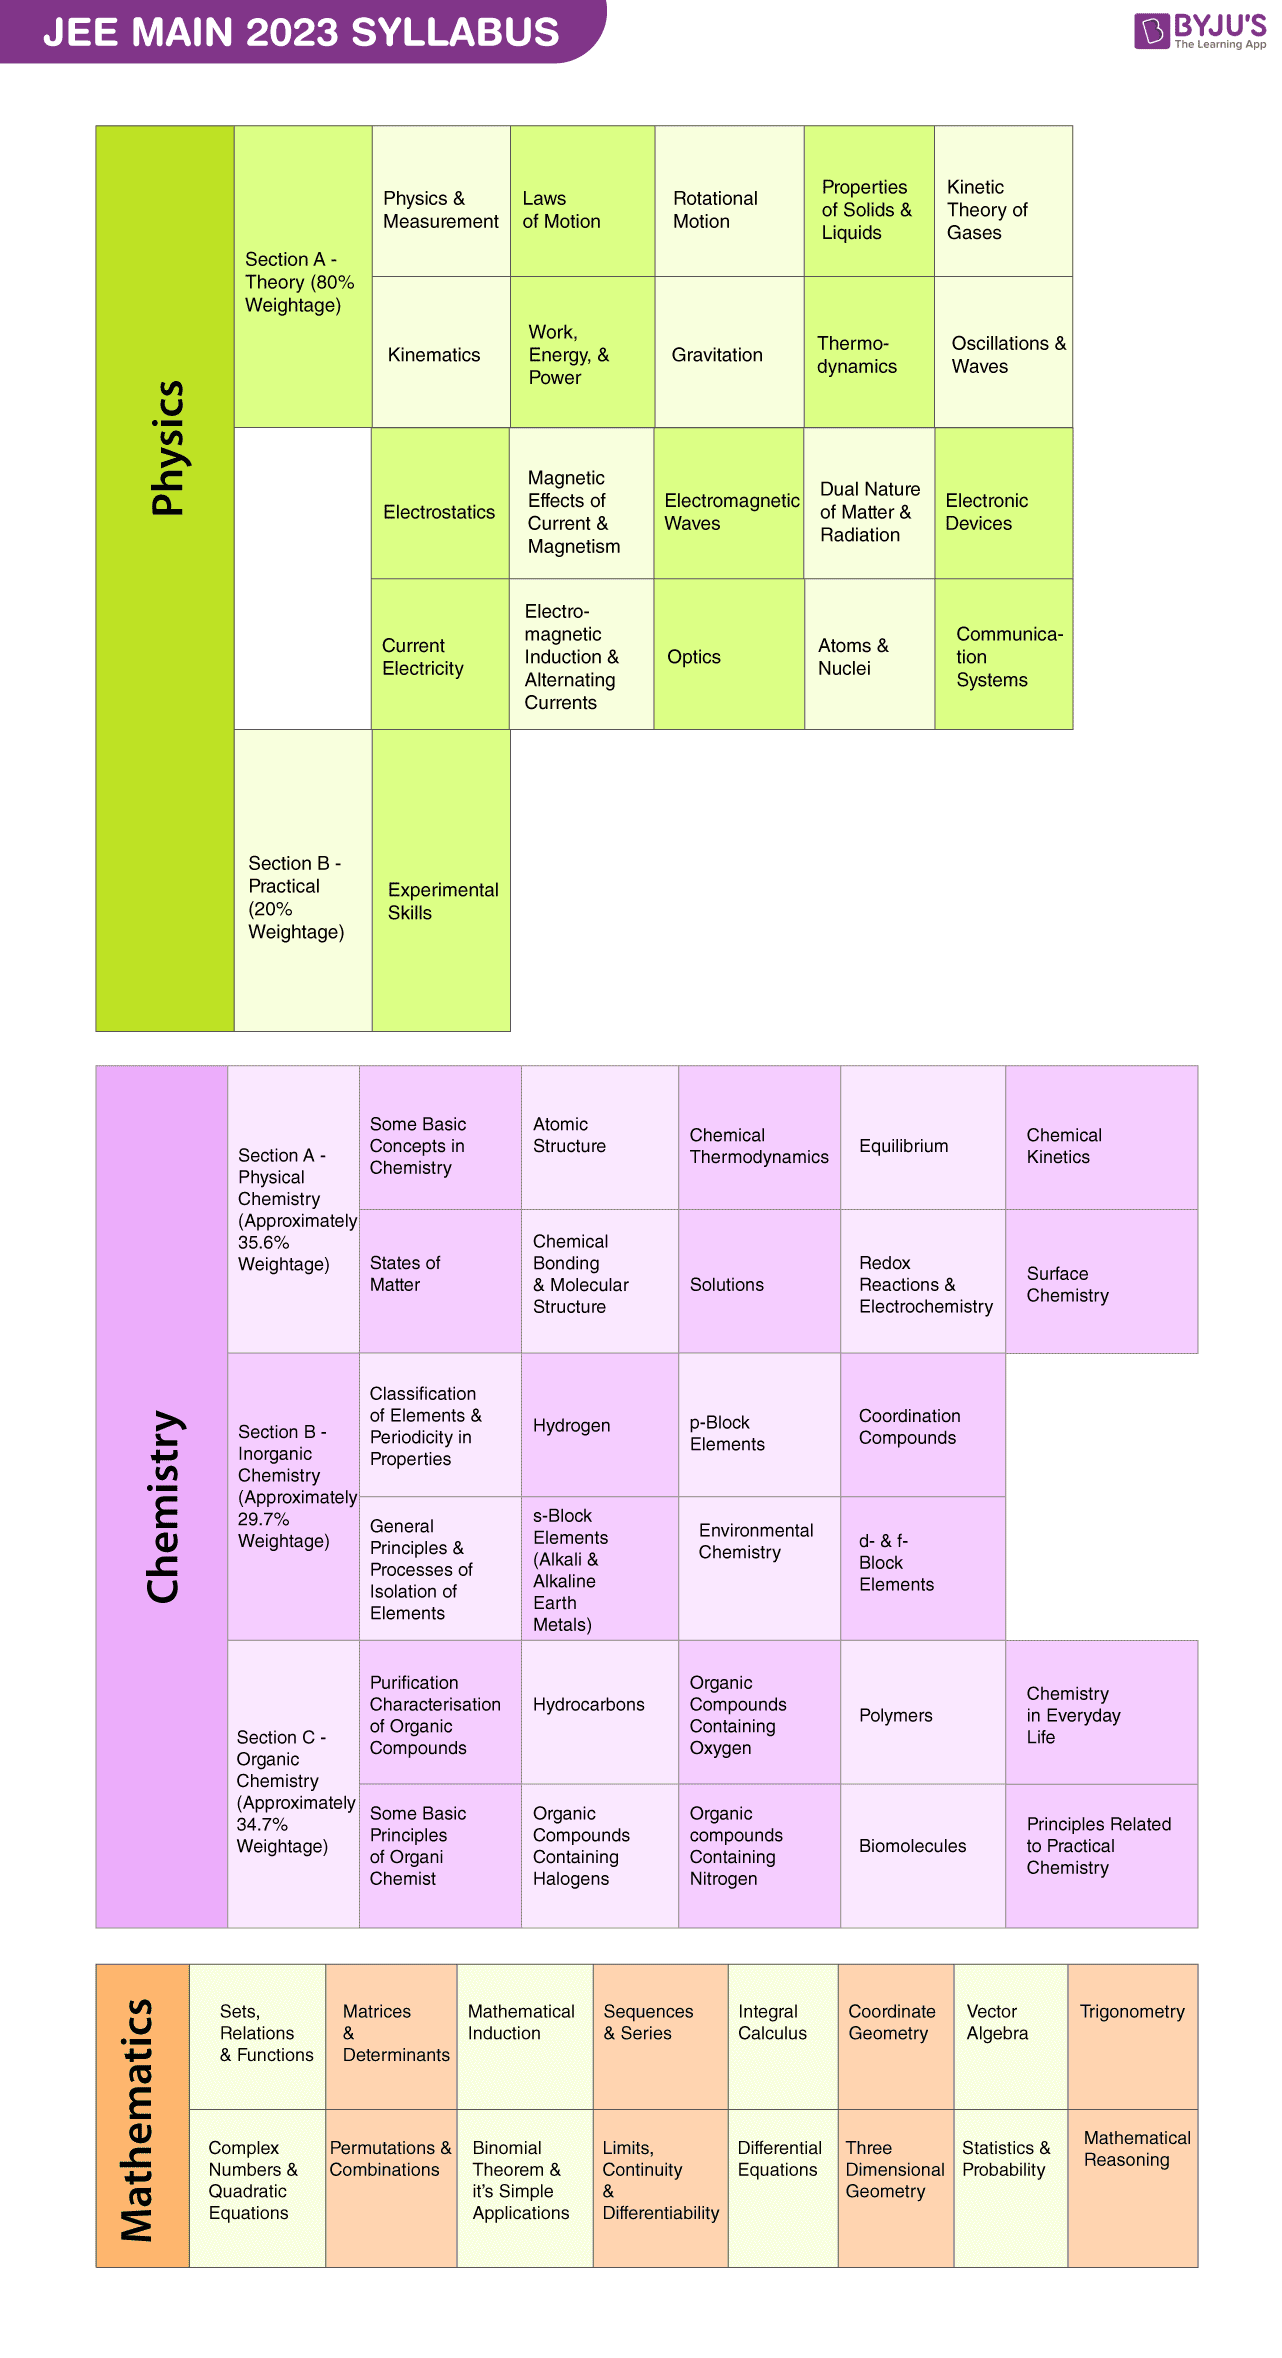 JEE MAIN 2023 SYLLABUS
BYJU'S
The Learning App
Physics
Section A -
Theory (80%
Weightage)
Physics &
Measurement
Laws
of Motion
Rotational
Motion
Properties
of Solids &
Liquids
Kinetic
Theory of
Gases
Kinematics
Work,
Energy, &
Power
Gravitation
Thermo-
dynamics
Oscillations &
Waves
Electrostatics
Magnetic
Effects of
Current &
Magnetism
Electromagnetic
Waves
Dual Nature
of Matter &
Radiation
Electronic
Devices
Current
Electricity
Electro-
magnetic
Induction &
Alternating
Currents
Optics
Atoms &
Nuclei
Communica-
tion
Systems
Section B -
Practical
(20%
Weightage)
Experimental
Skills
Chemistry
Section A -
Physical
Chemistry
(Approximately
35.6%
Weightage)
Some Basic
Concepts in
Chemistry
Atomic
Structure
Chemical
Thermodynamics
Equilibrium
Chemical
Kinetics
States of
Matter
Chemical
Bonding
& Molecular
Structure
Solutions
Redox
Reactions &
Electrochemistry
Surface
Chemistry
Section B -
Inorganic
Chemistry
(Approximately
29.7%
Weightage)
Classification
of Elements &
Periodicity in
Properties
Hydrogen
p-Block
Elements
Coordination
Compounds
General
Principles &
Processes of
Isolation of
Elements
s-Block
Elements
(Alkali &
Alkaline
Earth
Metals)
Environmental
Chemistry
d- & f-
Block
Elements
Section C -
Organic
Chemistry
(Approximately
34.7%
Weightage)
Purification
Characterisation
of Organic
Compounds
Hydrocarbons
Organic
Compounds
Containing
Oxygen
Polymers
Chemistry
in Everyday
Life
Some Basic
Principles
of Organi
Chemist
Organic
Compounds
Containing
Halogens
Organic
compounds
Containing
Nitrogen
Biomolecules
Principles Related
to Practical
Chemistry
Mathematics
Sets,
Relations
& Functions
Matrices
&
Determinants
Mathematical
Induction
Sequences
& Series
Integral
Calculus
Coordinate
Geometry
Vector
Algebra
Trigonometry
Complex
Numbers &
Quadratic
Equations
Permutations &
Combinations
Binomial
Theorem &
it's Simple
Applications
Limits,
Continuity
&
Differentiability
Differential
Equations
Three
Dimensional
Geometry
Statistics &
Probability
Mathematical
Reasoning